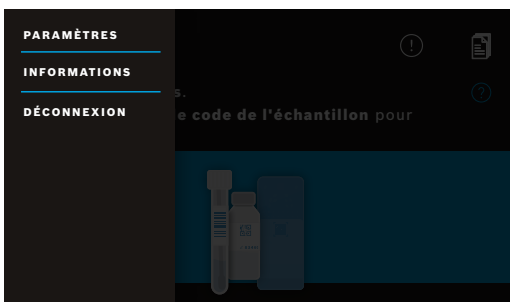 PARAMÈTRES
INFORMATIONS
s.
DÉCONNEXION
e code de l'échantillon pour